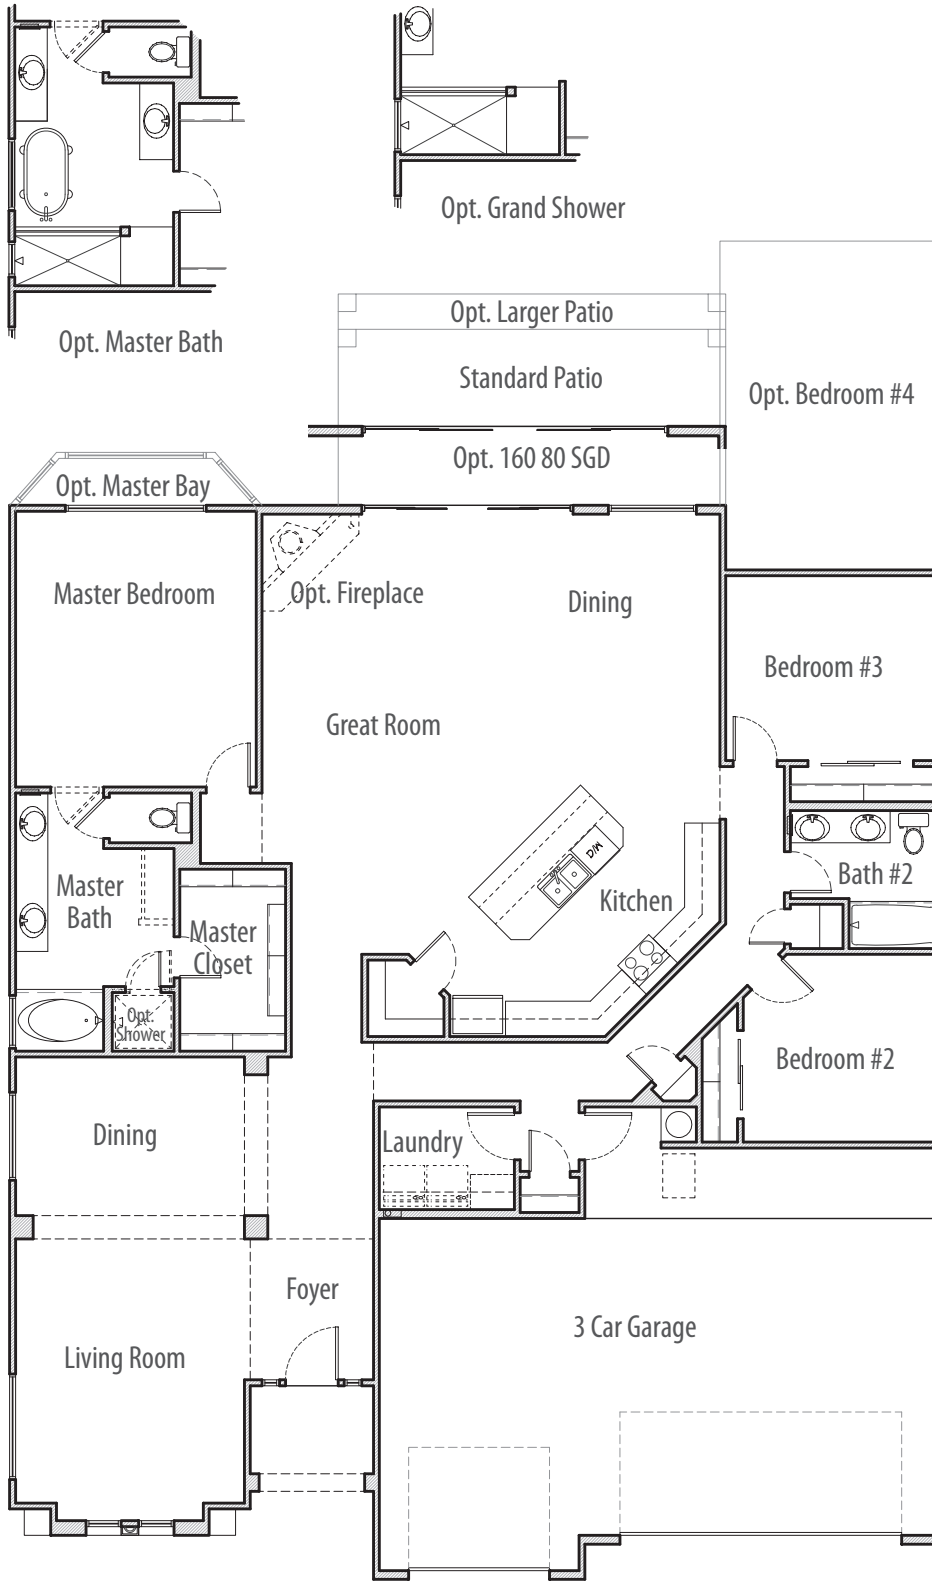 Opt. Grand Shower
Opt. Master Bath
Opt. Larger Patio
Standard Patio
Opt. Bedroom #4
Opt. 160 80 SGD
Opt. Master Bay
Master Bedroom
Opt. Fireplace
Dining
Bedroom #3
Great Room
Master
Bath
Kitchen
D/W
Bath #2
Master
Closet
Opt.
Shower
Bedroom #2
Dining
Laundry
Foyer
3 Car Garage
Living Room